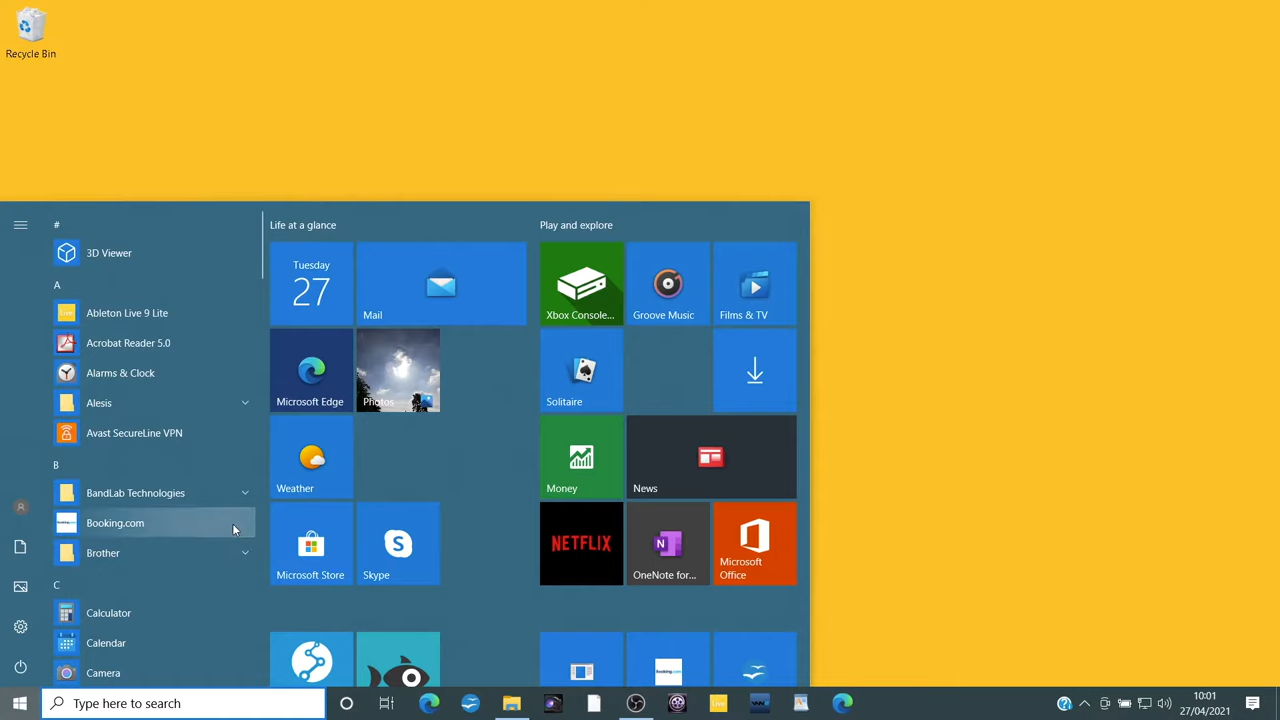 Recycle Bin
#
3D Viewer
A
Ableton Live 9 Lite
Acrobat Reader 5.0
Alarms & Clock
Alesis
Avast SecureLine VPN
B
BandLab Technologies
Booking.com
Brother
C
Calculator
Calendar
Camera
Life at a glance
Tuesday
27
Mail
Microsoft Edge
Photos
Weather
Microsoft Store
Skype
Play and explore
Xbox Console...
Groove Music
Films & TV
Solitaire
Money
News
NETFLIX
OneNote for...
Microsoft
Office
Booking.com
Type here to search
Live
10:01
27/04/2021